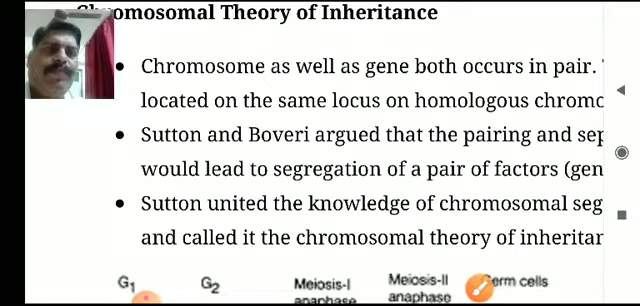 Chromosomal Theory of Inheritance
Chromosome as well as gene both occurs in pair.
located on the same locus on homologous chromo
Sutton and Boveri argued that the pairing and sep
would lead to segregation of a pair of factors (gen
Sutton united the knowledge of chromosomal seg
and called it the chromosomal theory of inheritan
G1 G2 Meiosis-I anaphase Meiosis-II anaphase erm cells